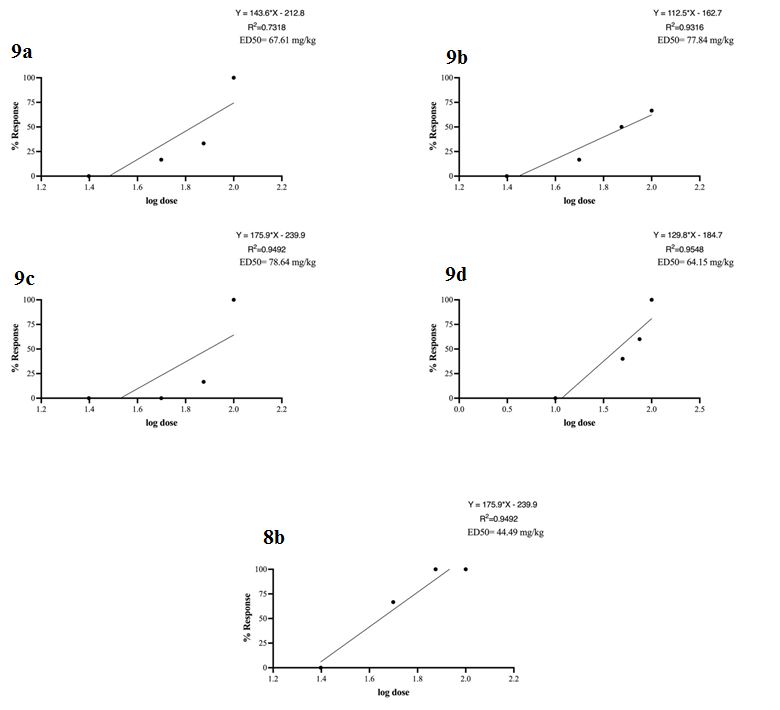 Y = 143.6*X - 212.8
R²=0.7318
ED50= 67.61 mg/kg
9a
% Response
100
75
50
25
0
1.2 1.4 1.6 1.8 2.0 2.2
log dose
Y = 112.5*X - 162.7
R²=0.9316
ED50= 77.84 mg/kg
9b
% Response
100
75
50
25
0
1.2 1.4 1.6 1.8 2.0 2.2
log dose
Y = 175.9*X - 239.9
R²=0.9492
ED50= 78.64 mg/kg
9c
% Response
100
75
50
25
0
1.2 1.4 1.6 1.8 2.0 2.2
log dose
Y = 129.8*X - 184.7
R²=0.9548
ED50= 64.15 mg/kg
9d
% Response
100
75
50
25
0
0.0 0.5 1.0 1.5 2.0 2.5
log dose
Y = 175.9*X - 239.9
R²=0.9492
ED50= 44.49 mg/kg
8b
% Response
100
75
50
25
0
1.2 1.4 1.6 1.8 2.0 2.2
log dose